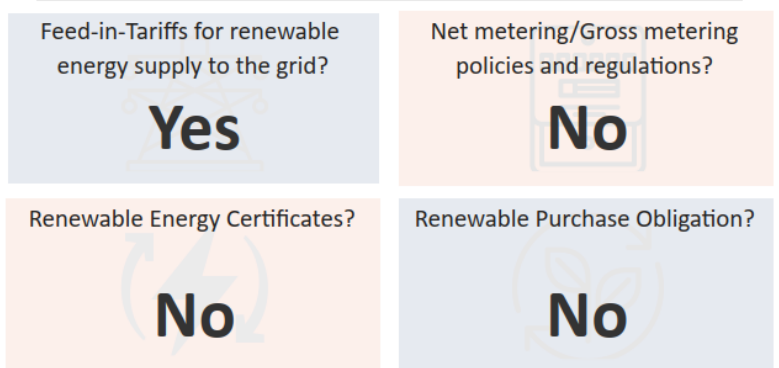 Feed-in-Tariffs for renewable
energy supply to the grid?
Yes
Net metering/Gross metering
policies and regulations?
No
Renewable Energy Certificates?
No
Renewable Purchase Obligation?
No